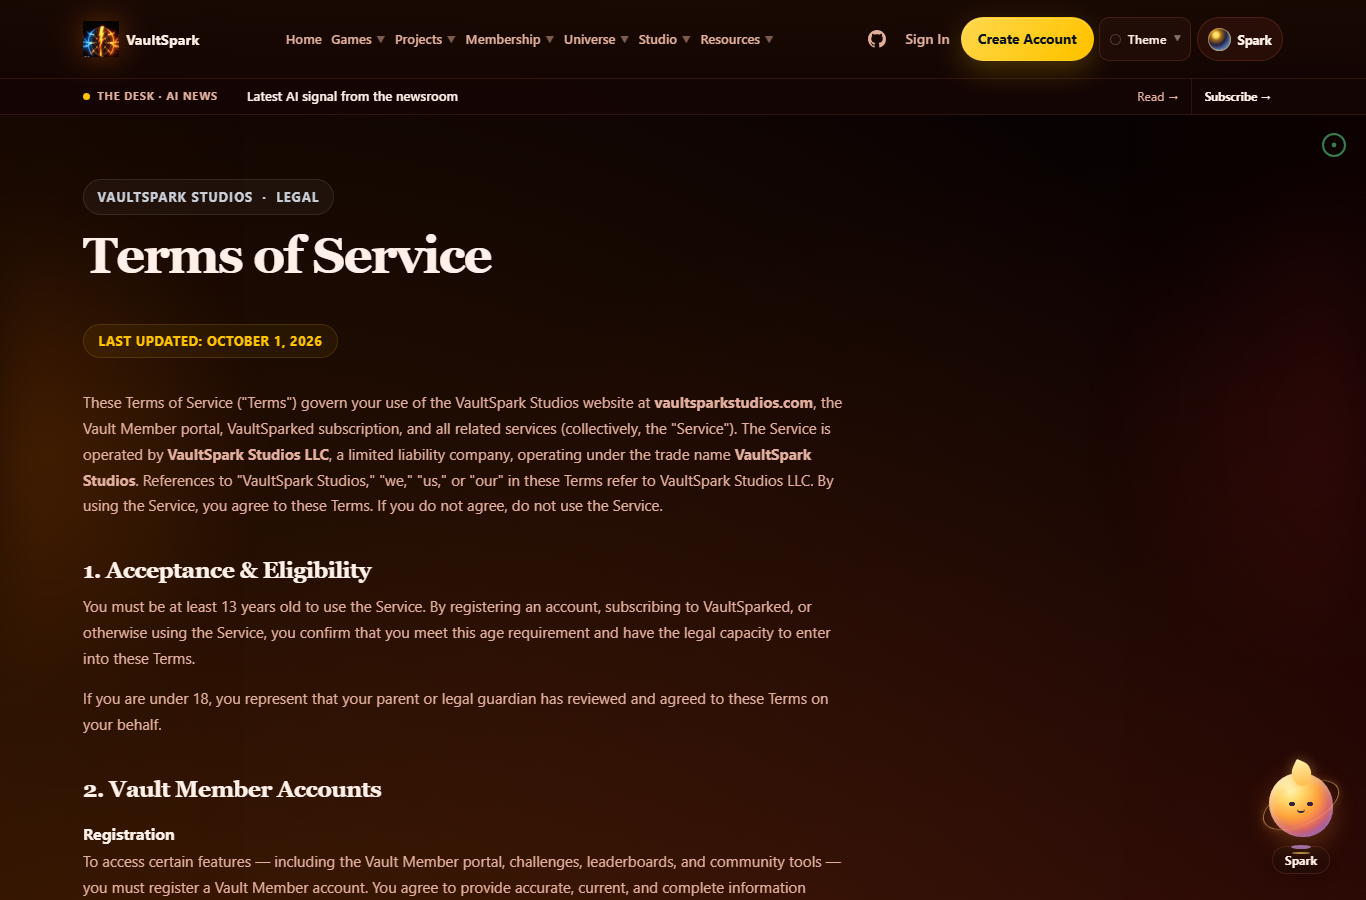 VaultSpark
Home Games Projects Membership Universe Studio Resources
Sign In
Create Account
Theme
Spark
THE DESK · AI NEWS
Latest AI signal from the newsroom
Read →
Subscribe →
VAULTSPARK STUDIOS · LEGAL
Terms of Service
LAST UPDATED: OCTOBER 1, 2026
These Terms of Service ("Terms") govern your use of the VaultSpark Studios website at vaultsparkstudios.com, the
Vault Member portal, VaultSparked subscription, and all related services (collectively, the "Service"). The Service is
operated by VaultSpark Studios LLC, a limited liability company, operating under the trade name VaultSpark
Studios. References to "VaultSpark Studios," "we," "us," or "our" in these Terms refer to VaultSpark Studios LLC. By
using the Service, you agree to these Terms. If you do not agree, do not use the Service.
1. Acceptance & Eligibility
You must be at least 13 years old to use the Service. By registering an account, subscribing to VaultSparked, or
otherwise using the Service, you confirm that you meet this age requirement and have the legal capacity to enter
into these Terms.
If you are under 18, you represent that your parent or legal guardian has reviewed and agreed to these Terms on
your behalf.
2. Vault Member Accounts
Registration
To access certain features — including the Vault Member portal, challenges, leaderboards, and community tools —
you must register a Vault Member account. You agree to provide accurate, current, and complete information
Spark